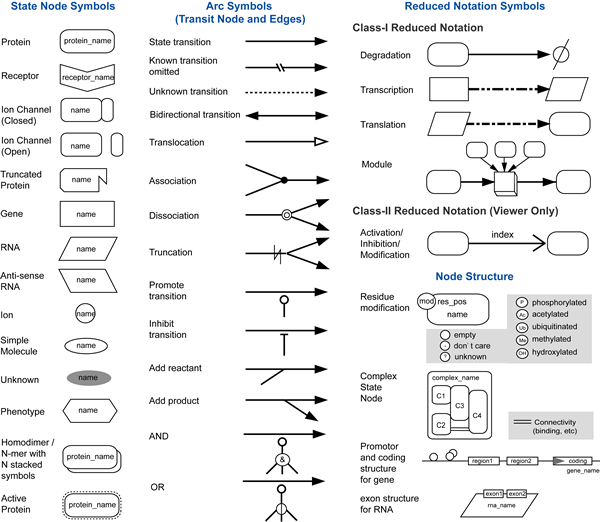 State Node Symbols
Protein
protein_name
Receptor
receptor_name
Ion Channel
(Closed)
name
Ion Channel
(Open)
name
Truncated
Protein
name
Gene
name
RNA
name
Anti-sense
RNA
name
Ion
name
Simple
Molecule
name
Unknown
name
Phenotype
name
Homodimer /
N-mer with
N stacked
symbols
protein_name
Active
Protein
protein_name
Arc Symbols
(Transit Node and Edges)
State transition
Known transition
omitted
Unknown transition
Bidirectional transition
Translocation
Association
Dissociation
Truncation
N
Promote
transition
Inhibit
transition
Add reactant
Add product
AND
&
OR
|
Reduced Notation Symbols
Class-I Reduced Notation
Degradation
Transcription
Translation
Module
Class-II Reduced Notation (Viewer Only)
Activation/
Inhibition/
Modification
index
Node Structure
Residue
modification
mod
res_pos
name
empty
- don't care
? unknown
P phosphorylated
Ac acetylated
Ub ubiquitinated
Me methylated
OH hydroxylated
Complex
State
Node
complex_name
C1
C2
C3
C4
Connectivity
(binding, etc)
Promotor
and coding
structure
for gene
region1
region2
coding
gene_name
exon structure
for RNA
exon1
exon2
rna_name